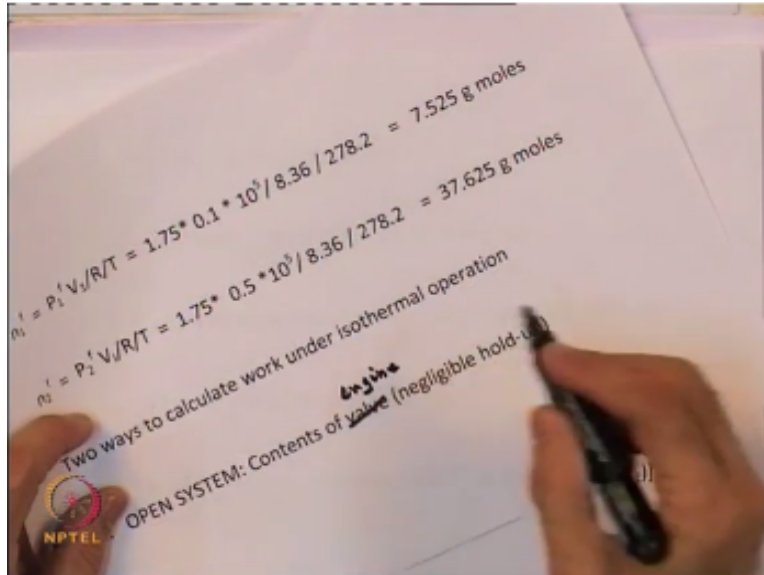 n₁ᶠ = P₁ᶠ V₁/R/T = 1.75* 0.1 * 10⁵/ 8.36 / 278.2 = 7.525 g moles
n₂ᶠ = P₂ᶠ V₂/R/T = 1.75* 0.5 *10⁵/ 8.36 / 278.2 = 37.625 g moles
Two ways to calculate work under isothermal operation
engine
OPEN SYSTEM: Contents of valve (negligible hold-up)
NPTEL